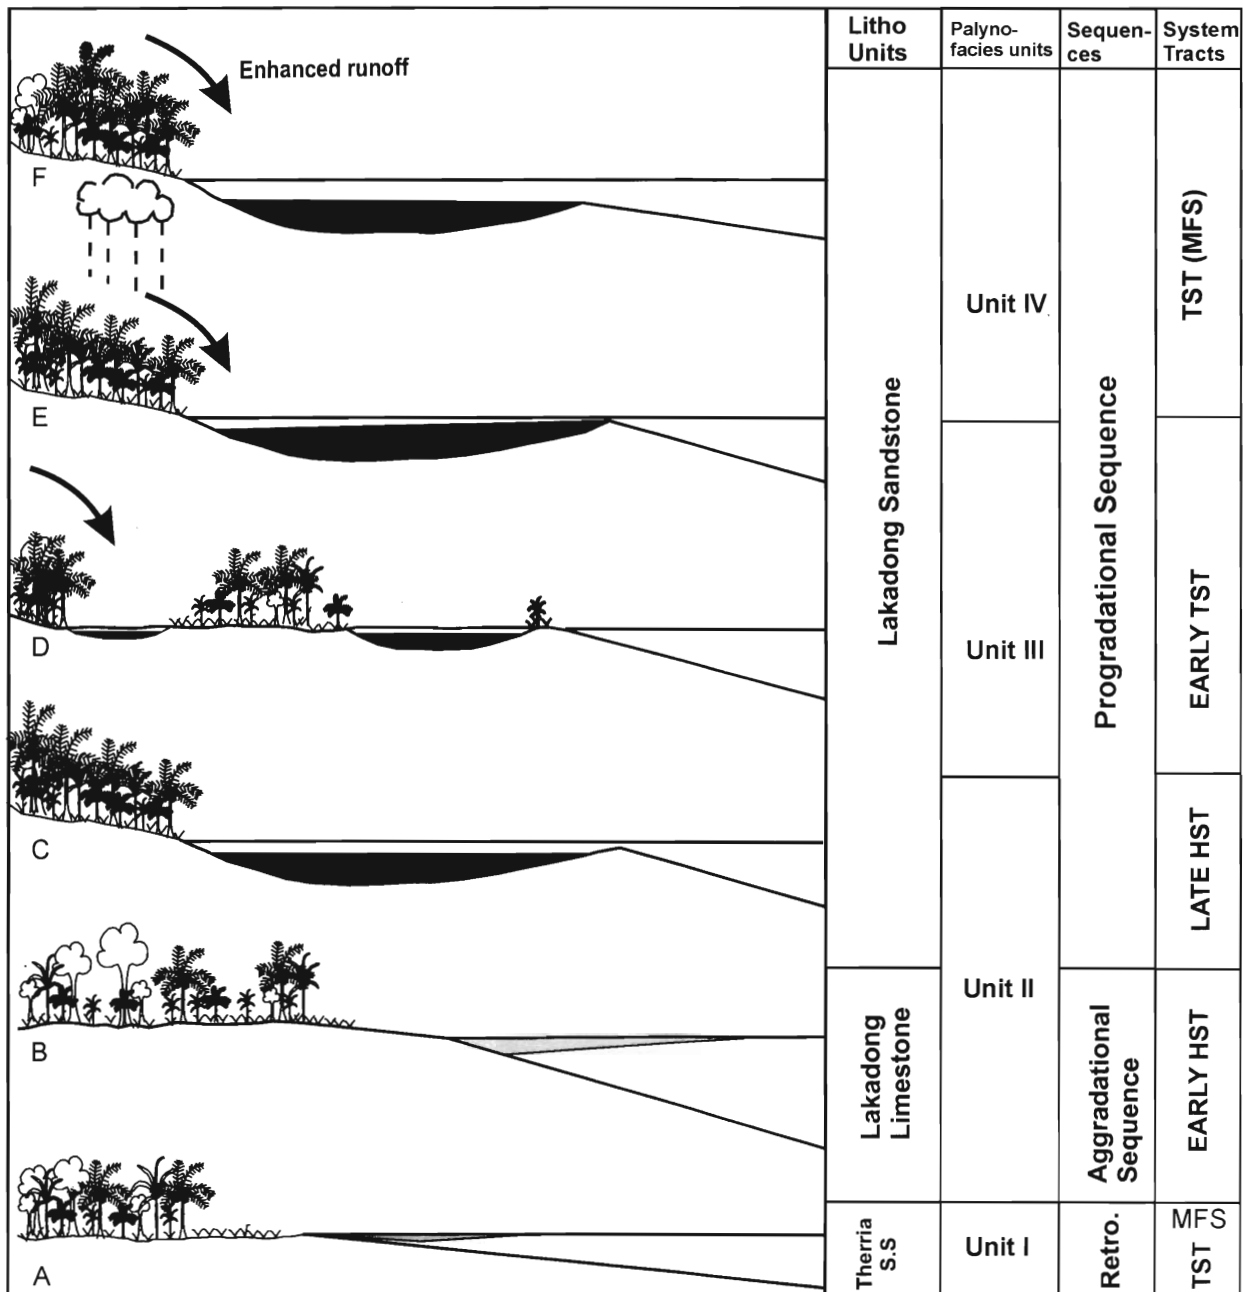 Litho
Units
Palyno-
facies units
Sequen-
ces
System
Tracts
Enhanced runoff
F
E
D
C
B
A
Lakadong Sandstone
Lakadong
Limestone
Therria
S.S
Unit IV
Unit III
Unit II
Unit I
Progradational Sequence
Aggradational
Sequence
Retro.
TST (MFS)
EARLY TST
LATE HST
EARLY HST
MFS
TST